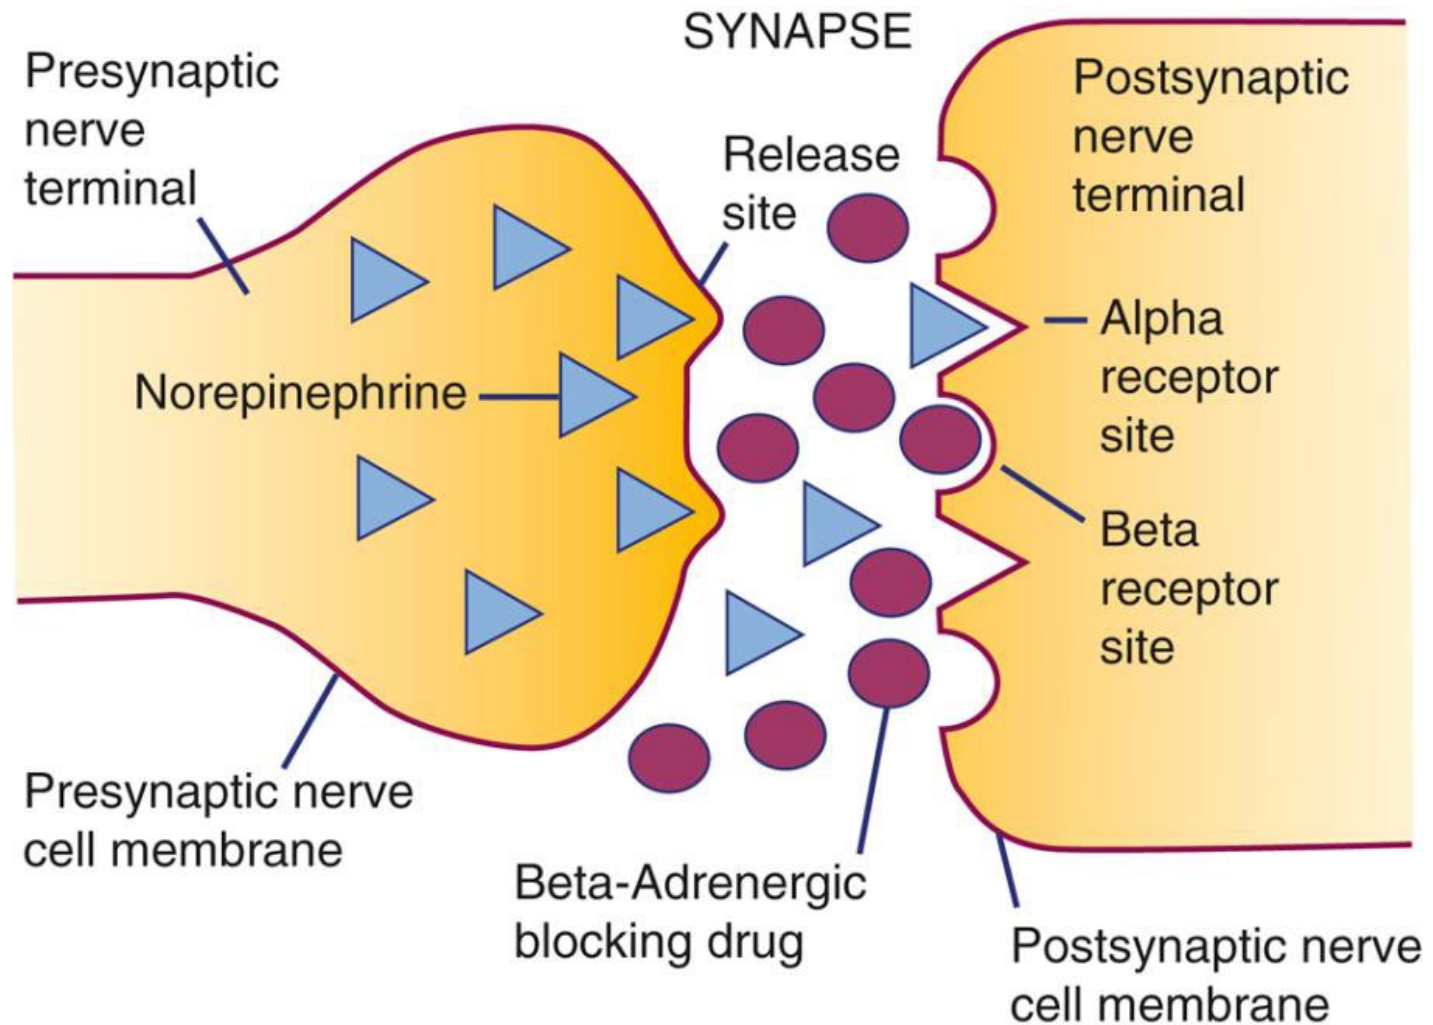 SYNAPSE
Presynaptic
nerve
terminal
Release
site
Postsynaptic
nerve
terminal
Norepinephrine
Alpha
receptor
site
Beta
receptor
site
Presynaptic nerve
cell membrane
Beta-Adrenergic
blocking drug
Postsynaptic nerve
cell membrane